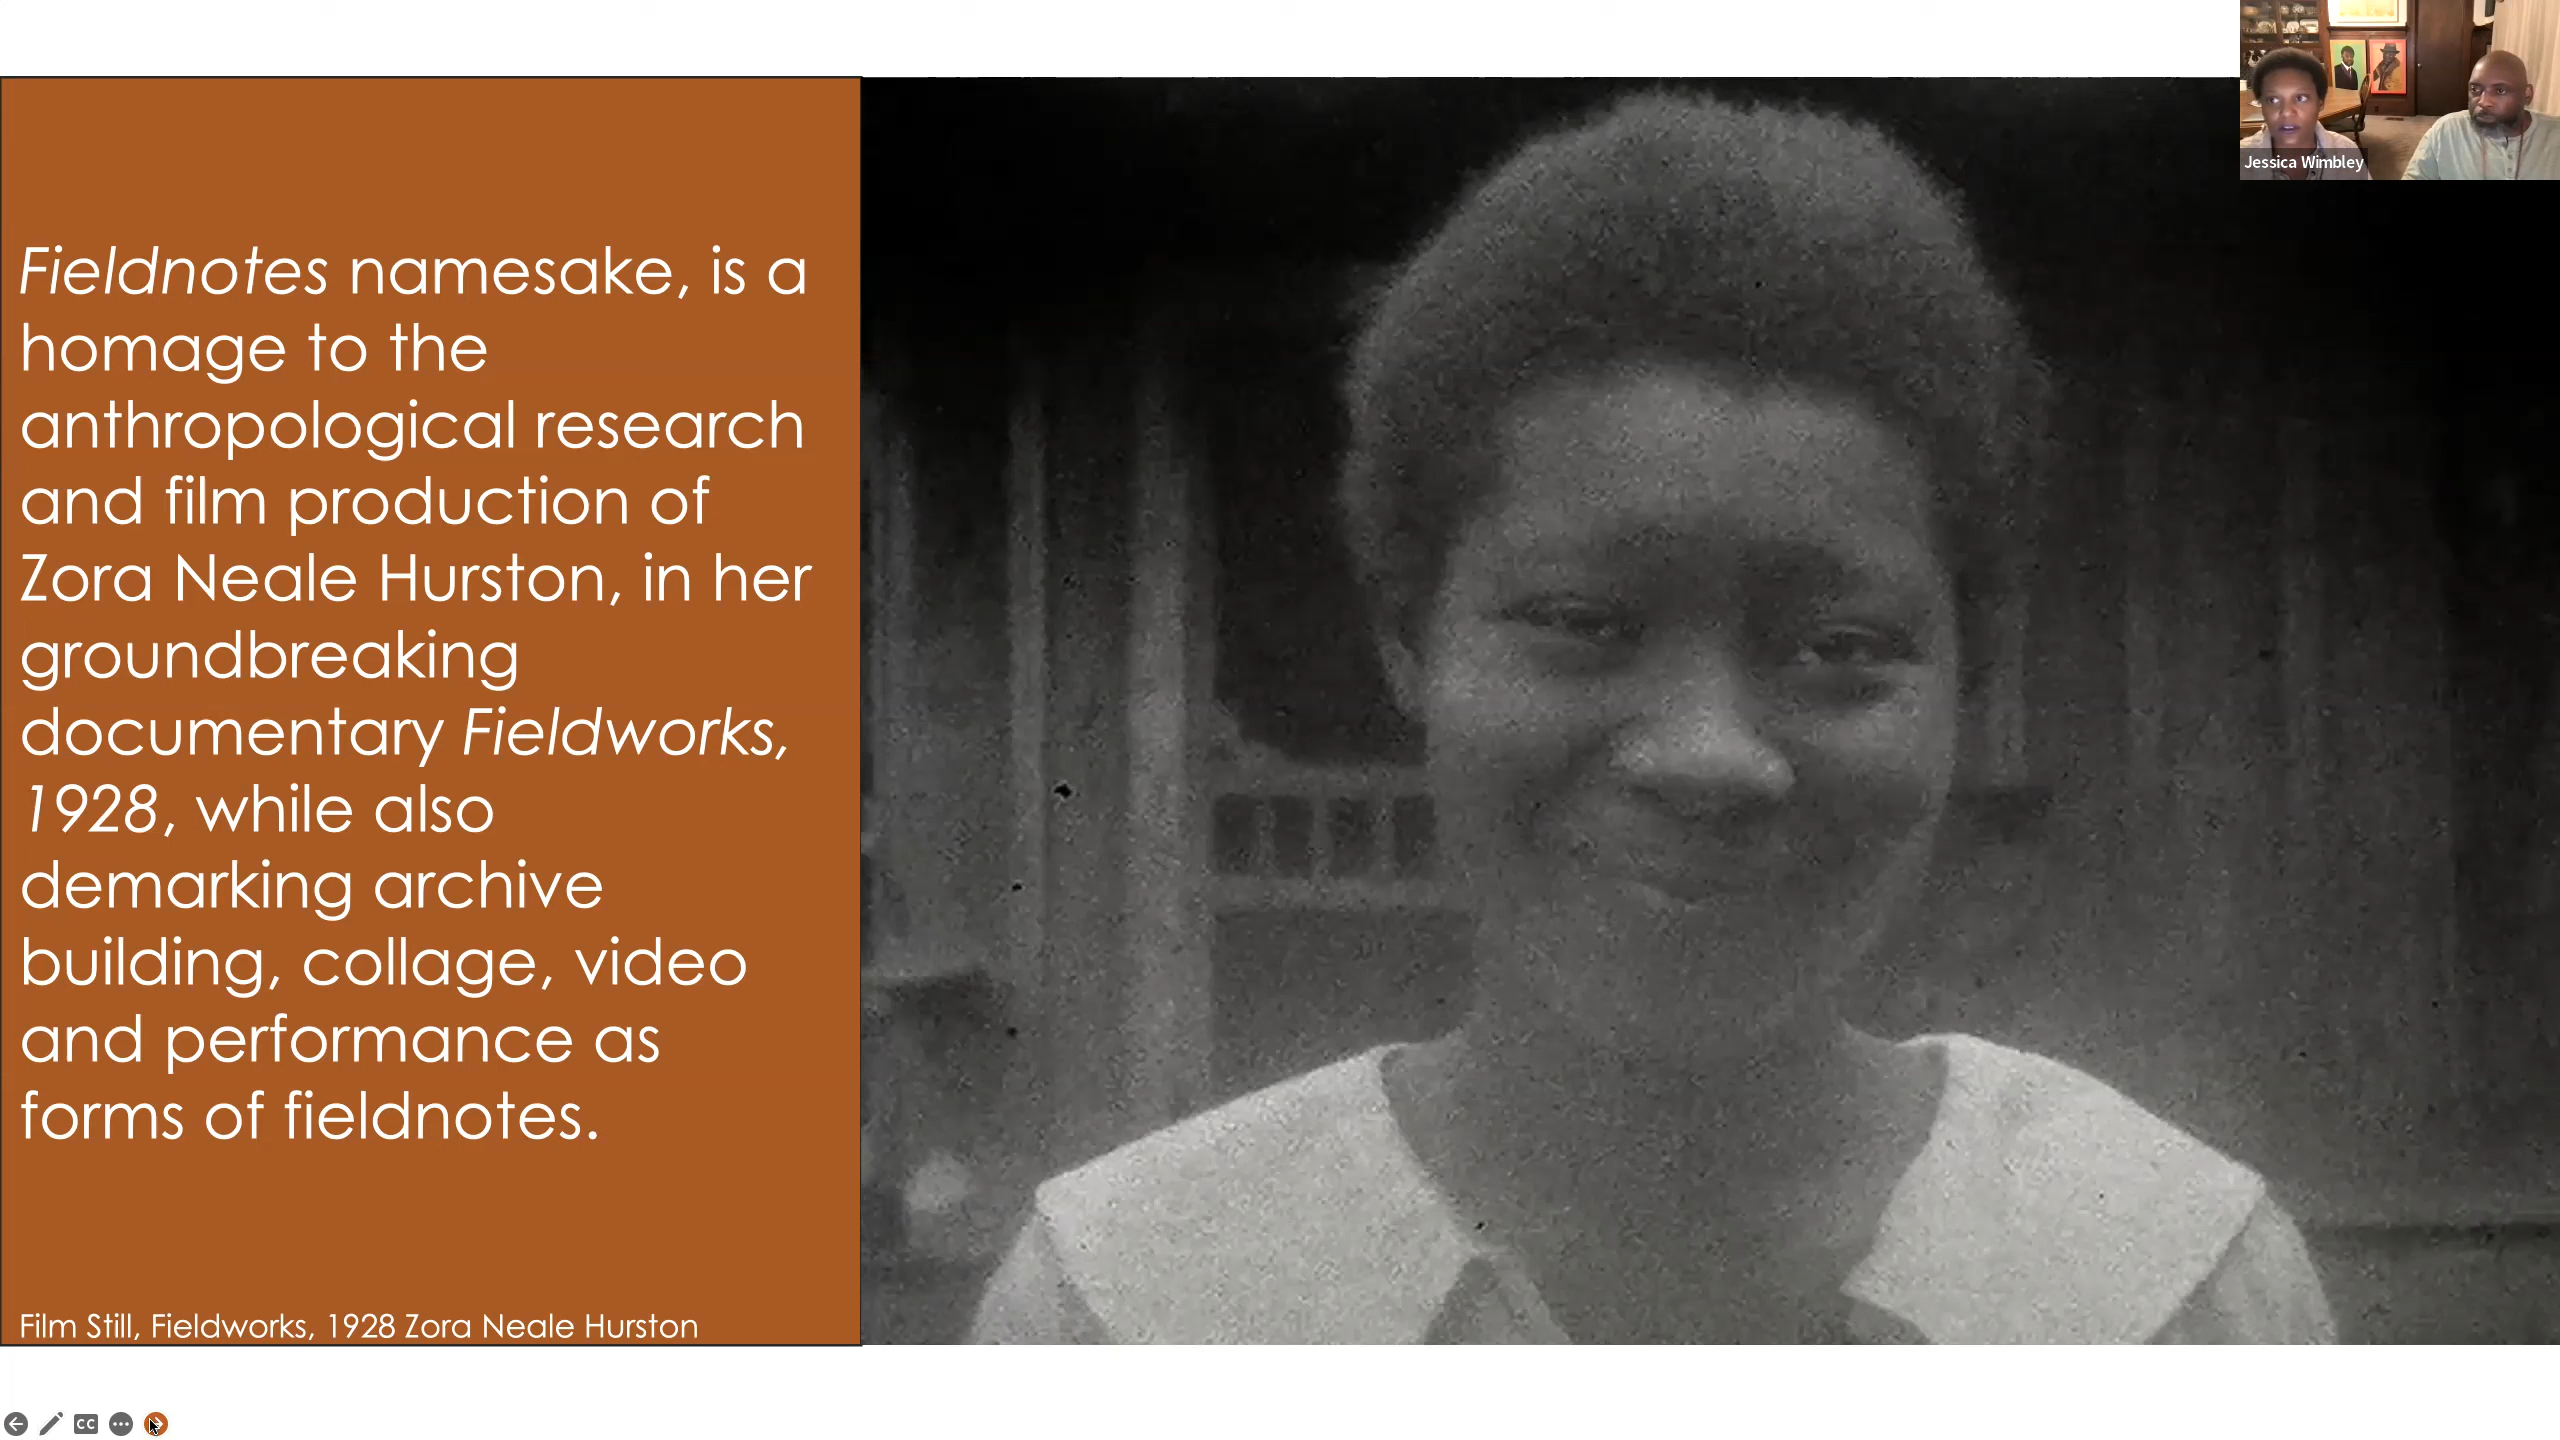 Fieldnotes namesake, is a
homage to the
anthropological research
and film production of
Zora Neale Hurston, in her
groundbreaking
documentary Fieldworks,
1928, while also
demarking archive
building, collage, video
and performance as
forms of fieldnotes.
Film Still, Fieldworks, 1928 Zora Neale Hurston
Jessica Wimbley
CC